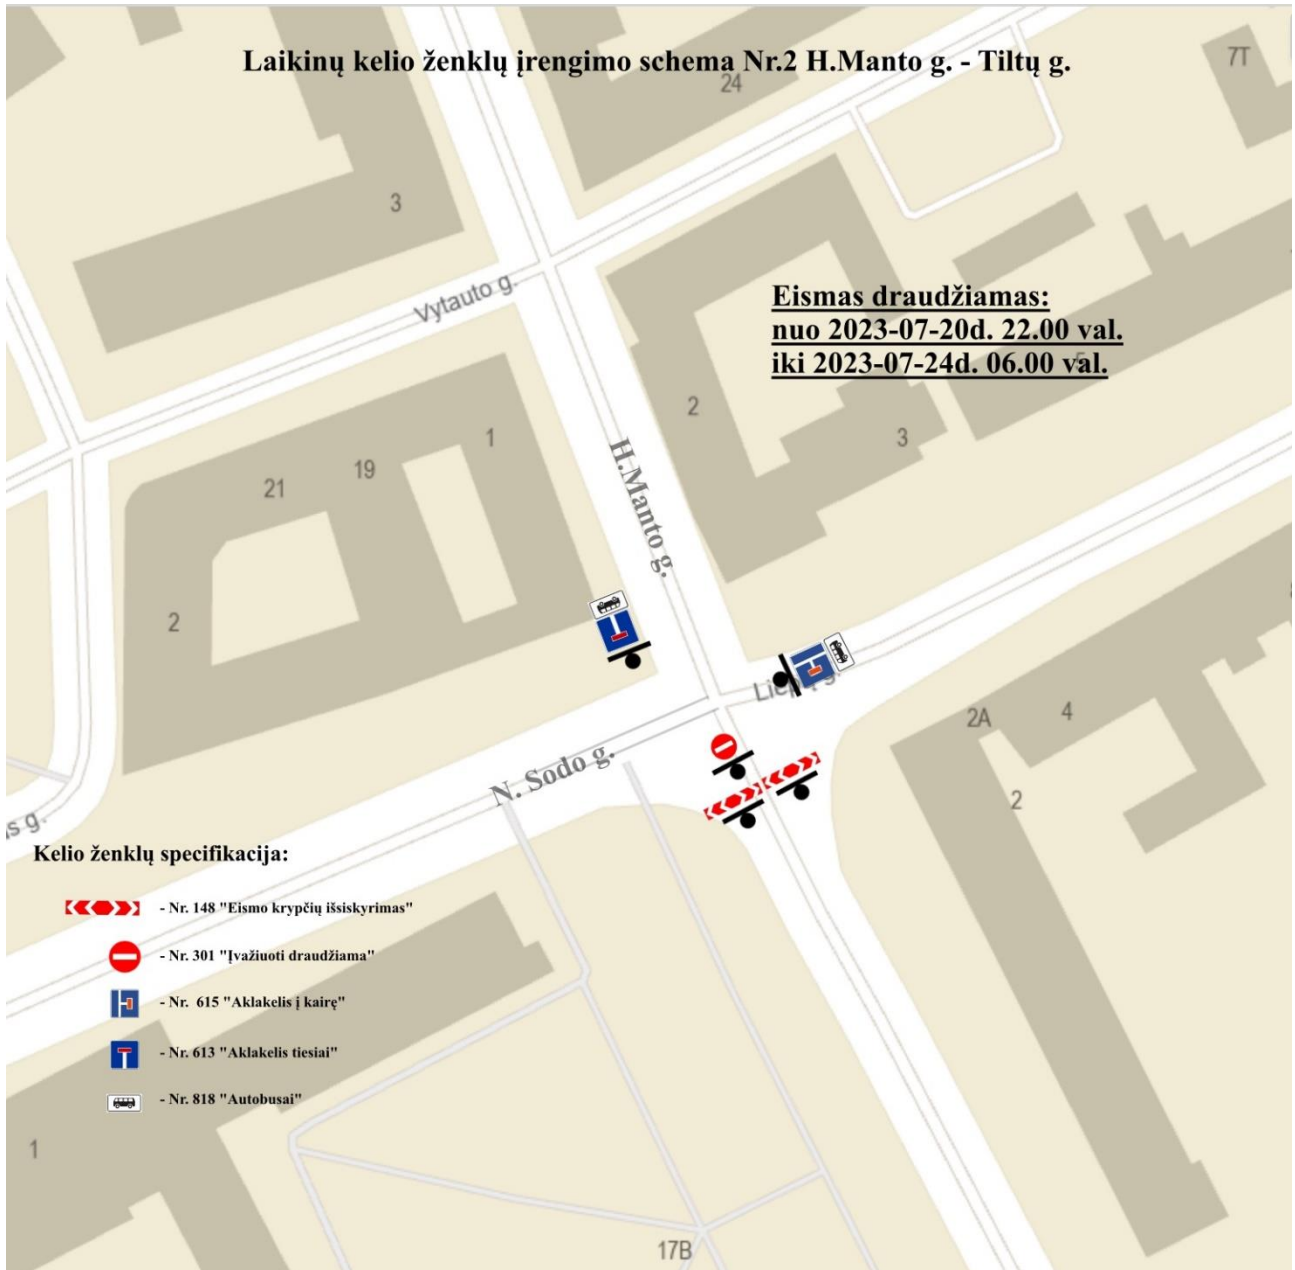 Laikinų kelio ženklų įrengimo schema Nr.2 H.Manto g. - Tiltų g.
7T
24
3
Vytauto g.
Eismas draudžiamas:
nuo 2023-07-20d. 22.00 val.
iki 2023-07-24d. 06.00 val.
5
2
3
1
19
21
H.Manto g.
2
Liepų g.
2A
4
N. Sodo g.
2
s g.
Kelio ženklų specifikacija:
- Nr. 148 "Eismo krypčių išsiskyrimas"
- Nr. 301 "Įvažiuoti draudžiama"
- Nr. 615 "Aklakelis į kairę"
- Nr. 613 "Aklakelis tiesiai"
- Nr. 818 "Autobusai"
1
17B